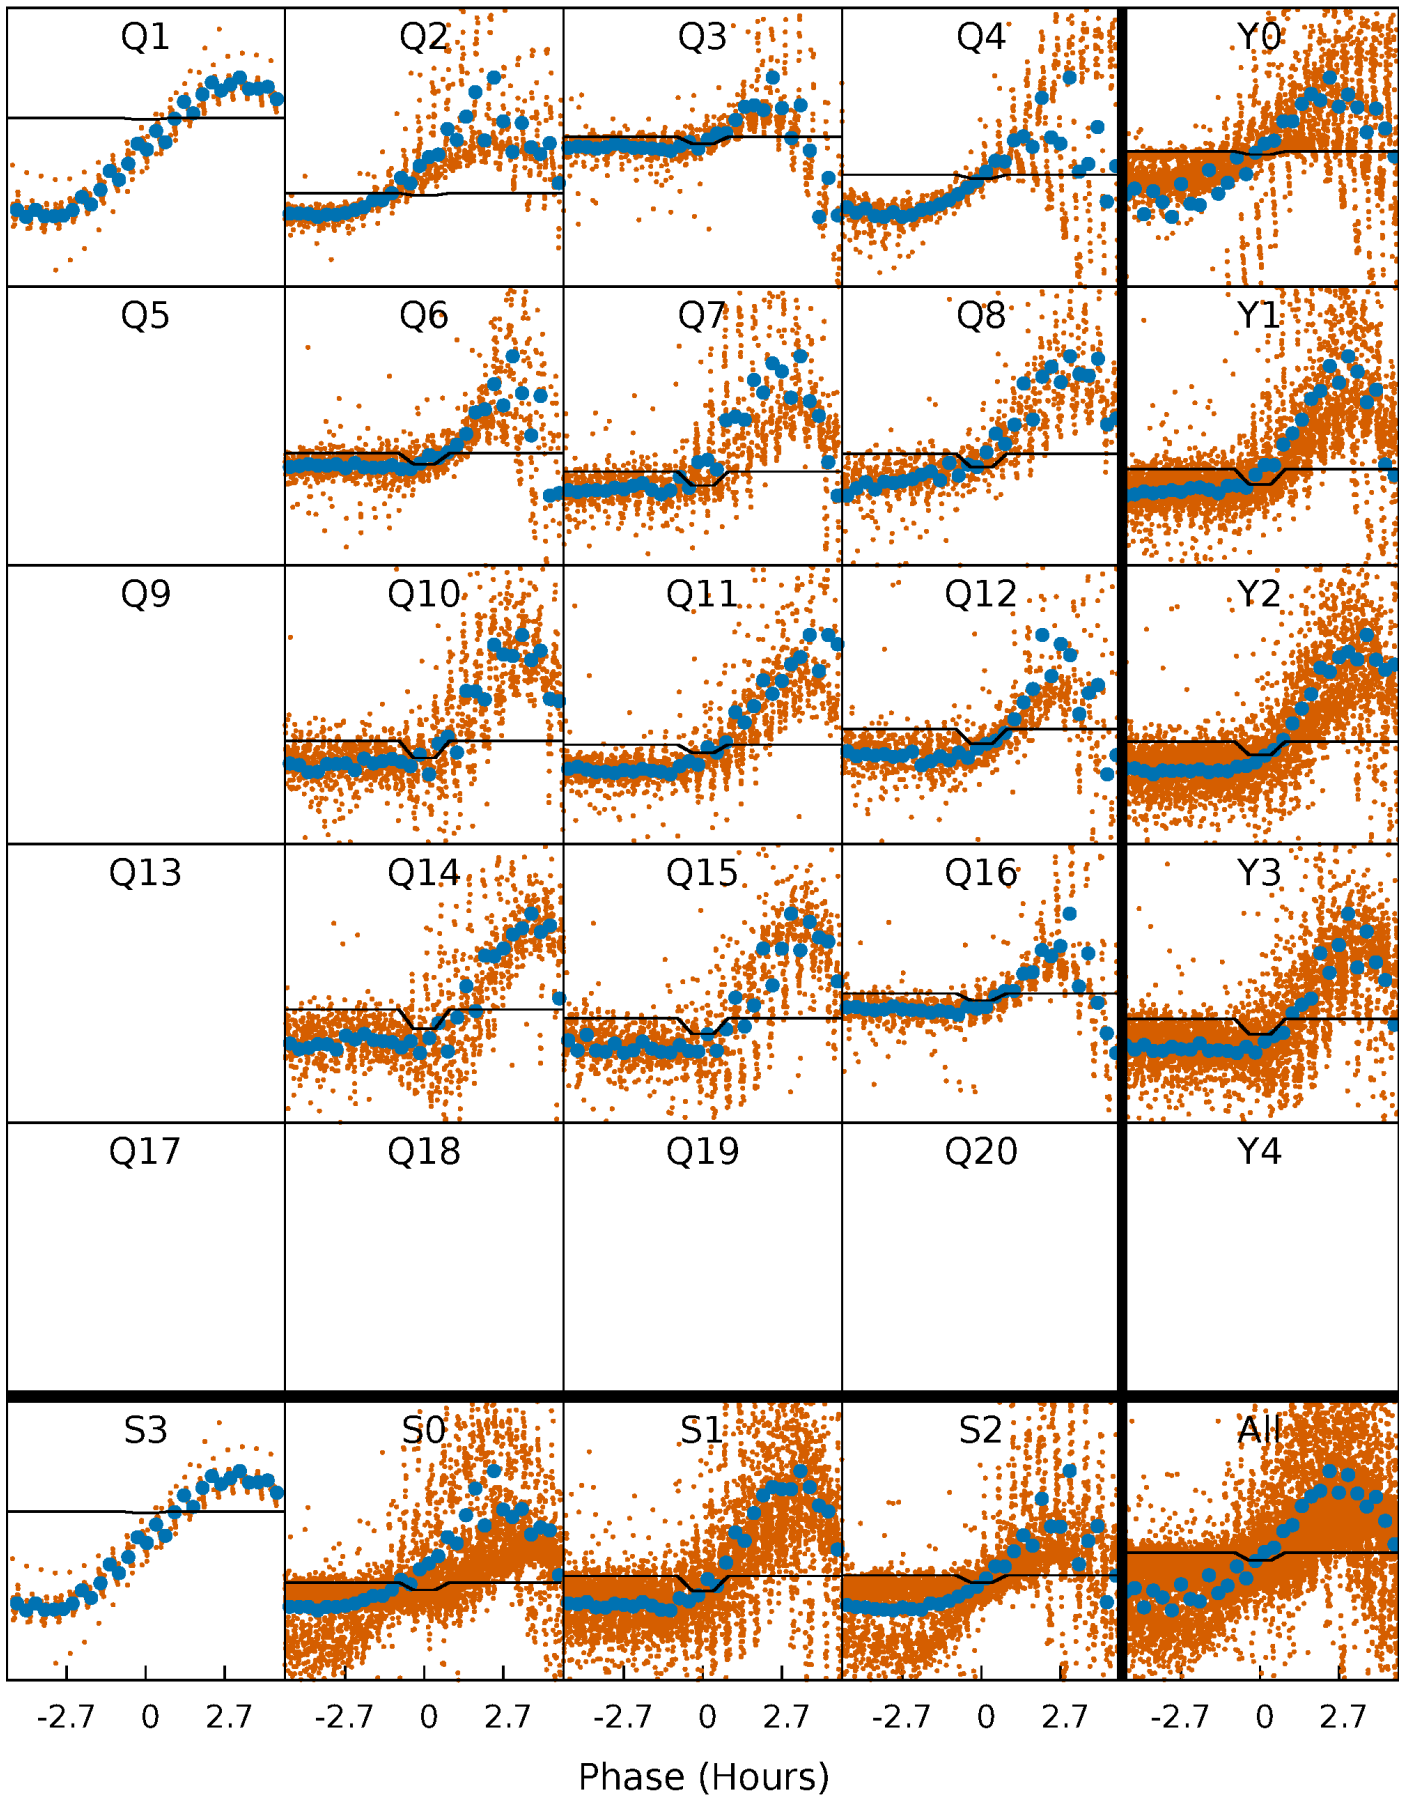 Q1 Q2 Q3 Q4 Y0
Q5 Q6 Q7 Q8 Y1
Q9 Q10 Q11 Q12 Y2
Q13 Q14 Q15 Q16 Y3
Q17 Q18 Q19 Q20 Y4
S3 S0 S1 S2 All
-2.7 0 2.7 -2.7 0 2.7 -2.7 0 2.7 -2.7 0 2.7 -2.7 0 2.7
Phase (Hours)